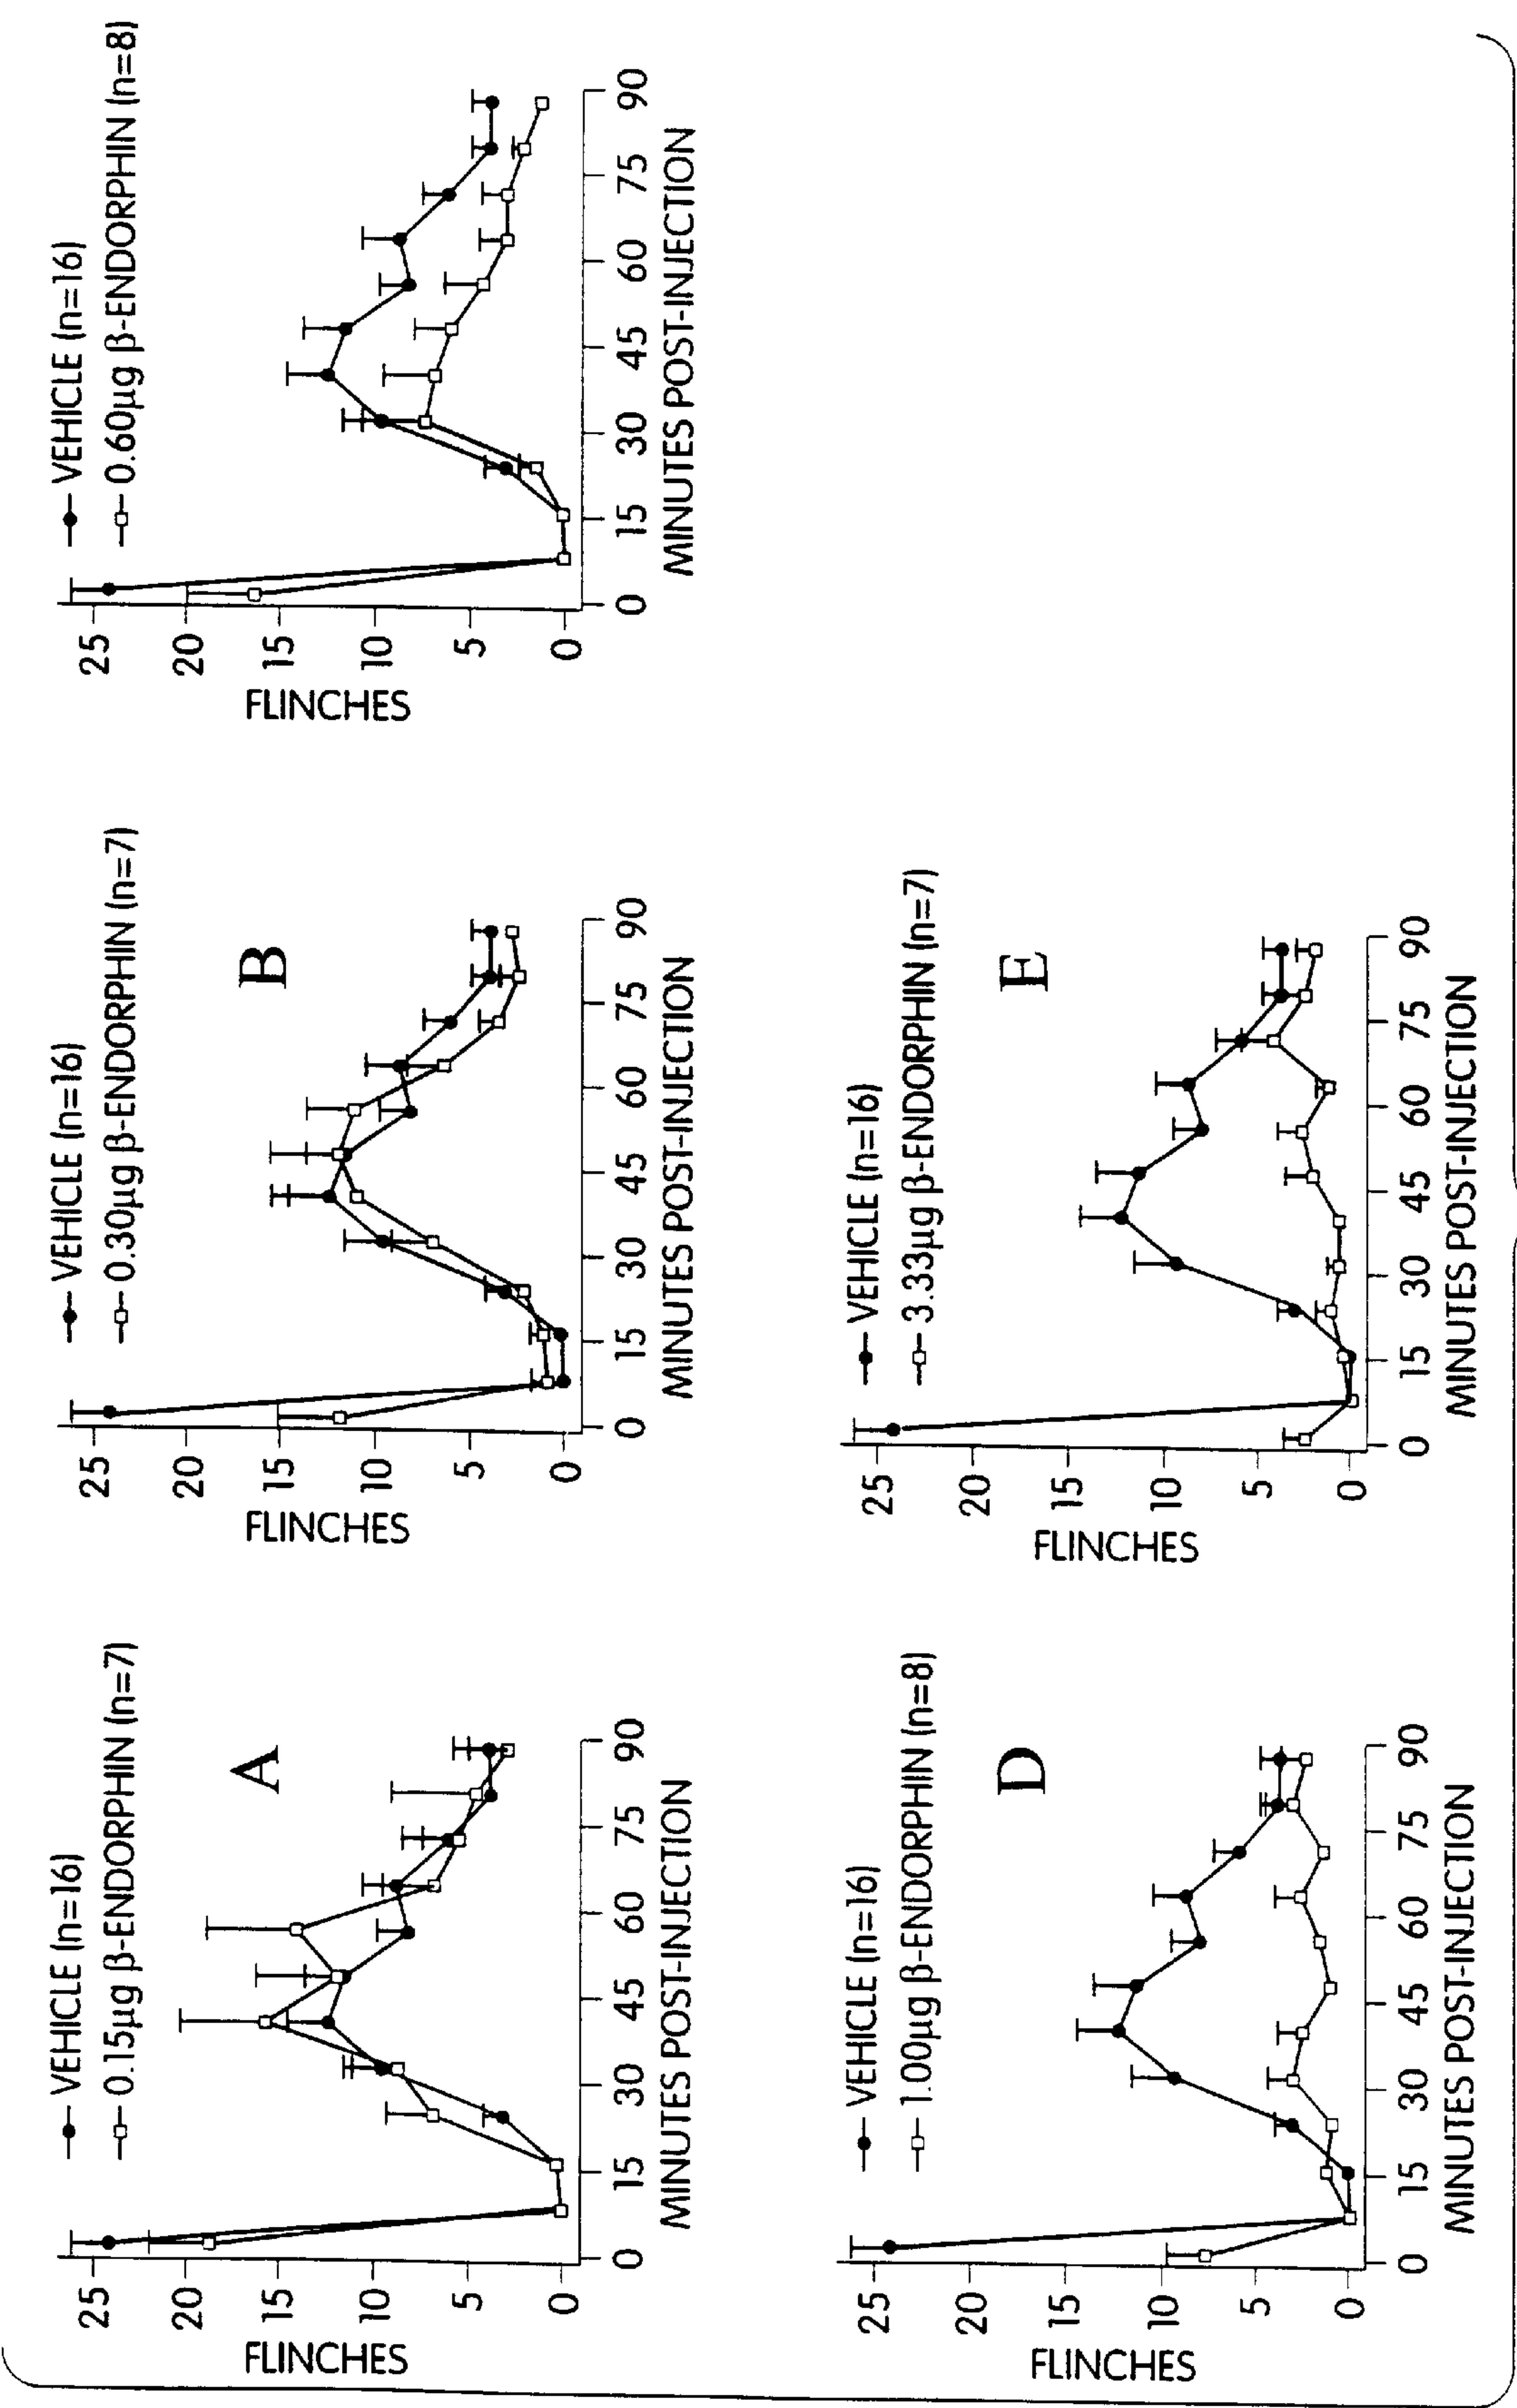 VEHICLE (n=16)
0.15µg β-ENDORPHIN (n=7)
A
25
20
15
10
5
0
FLINCHES
0 15 30 45 60 75 90
MINUTES POST-INJECTION
VEHICLE (n=16)
0.30µg β-ENDORPHIN (n=7)
B
25
20
15
10
5
0
FLINCHES
0 15 30 45 60 75 90
MINUTES POST-INJECTION
VEHICLE (n=16)
0.60µg β-ENDORPHIN (n=8)
25
20
15
10
5
0
FLINCHES
0 15 30 45 60 75 90
MINUTES POST-INJECTION
VEHICLE (n=16)
1.00µg β-ENDORPHIN (n=8)
D
25
20
15
10
5
0
FLINCHES
0 15 30 45 60 75 90
MINUTES POST-INJECTION
VEHICLE (n=16)
3.33µg β-ENDORPHIN (n=7)
E
25
20
15
10
5
0
FLINCHES
0 15 30 45 60 75 90
MINUTES POST-INJECTION